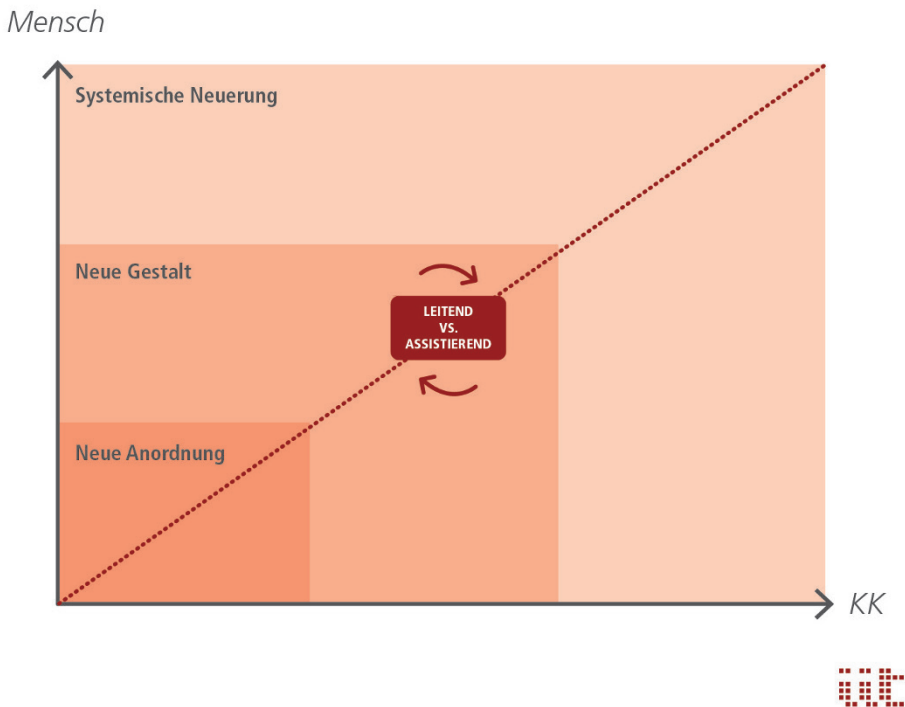 Mensch
Systemische Neuerung
Neue Gestalt
LEITEND
VS.
ASSISTIEREND
Neue Anordnung
KK